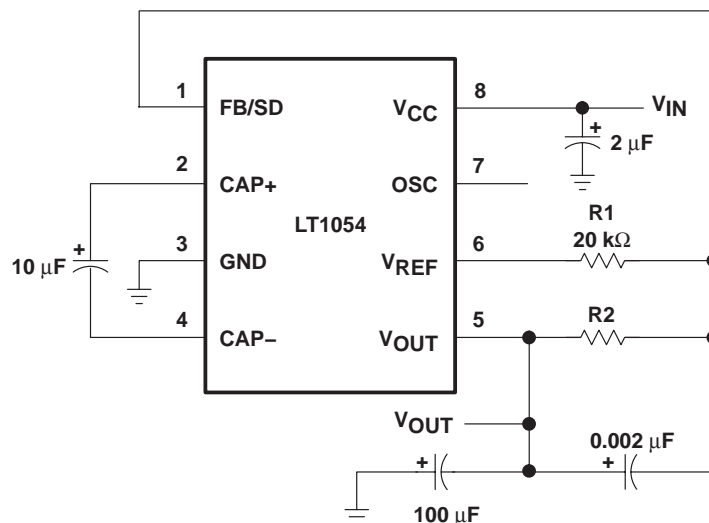 1 FB/SD VCC 8 VIN
+ 2 μF
2 CAP+ OSC 7
LT1054
R1
20 kΩ
+ 10 μF
3 GND VREF 6
4 CAP− VOUT 5 R2
VOUT
0.002 μF
+ +
100 μF